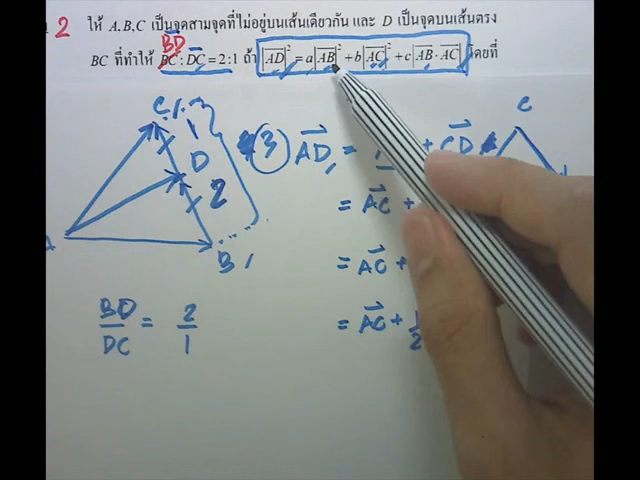 2 ให้ A,B,C เป็นจุดสามจุดที่ไม่อยู่บนเส้นเดียวกัน และ D เป็นจุดบนเส้นตรง
BD
BC ที่ทำให้ BC : DC = 2:1 ถ้า |AD|² = a|AB|² + b|AC|² + c|AB · AC| โดยที่
C
1
D
2
A
B
BD/DC = 2/1
3 AD = + CD
= AC +
= AC +
= AC + 1/2
C